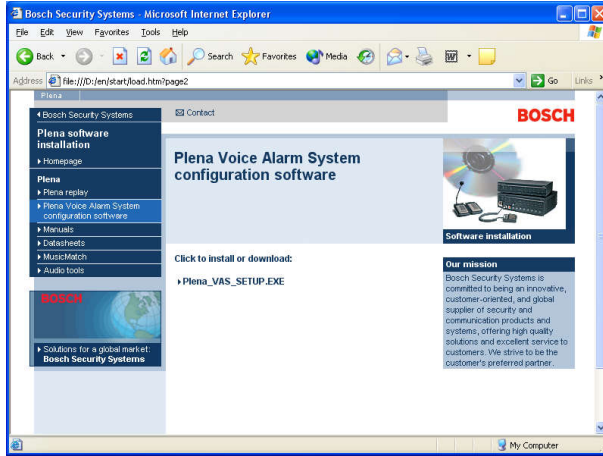 Bosch Security Systems - Microsoft Internet Explorer
File Edit View Favorites Tools Help
Back Search Favorites Media
Address file:///D:/en/start/load.htm?page2 Go Links
Plena
Bosch Security Systems
Contact
BOSCH
Plena software
installation
Homepage
Plena
Plena replay
Plena Voice Alarm System
configuration software
Manuals
Datasheets
MusicMatch
Audio tools
BOSCH
Solutions for a global market:
Bosch Security Systems
Plena Voice Alarm System
configuration software
Click to install or download:
Plena_VAS_SETUP.EXE
Software installation
Our mission
Bosch Security Systems is
committed to being an innovative,
customer-oriented, and global
supplier of security and
communication products and
systems, offering high quality
solutions and excellent service to
customers. We strive to be the
customer's preferred partner.
My Computer